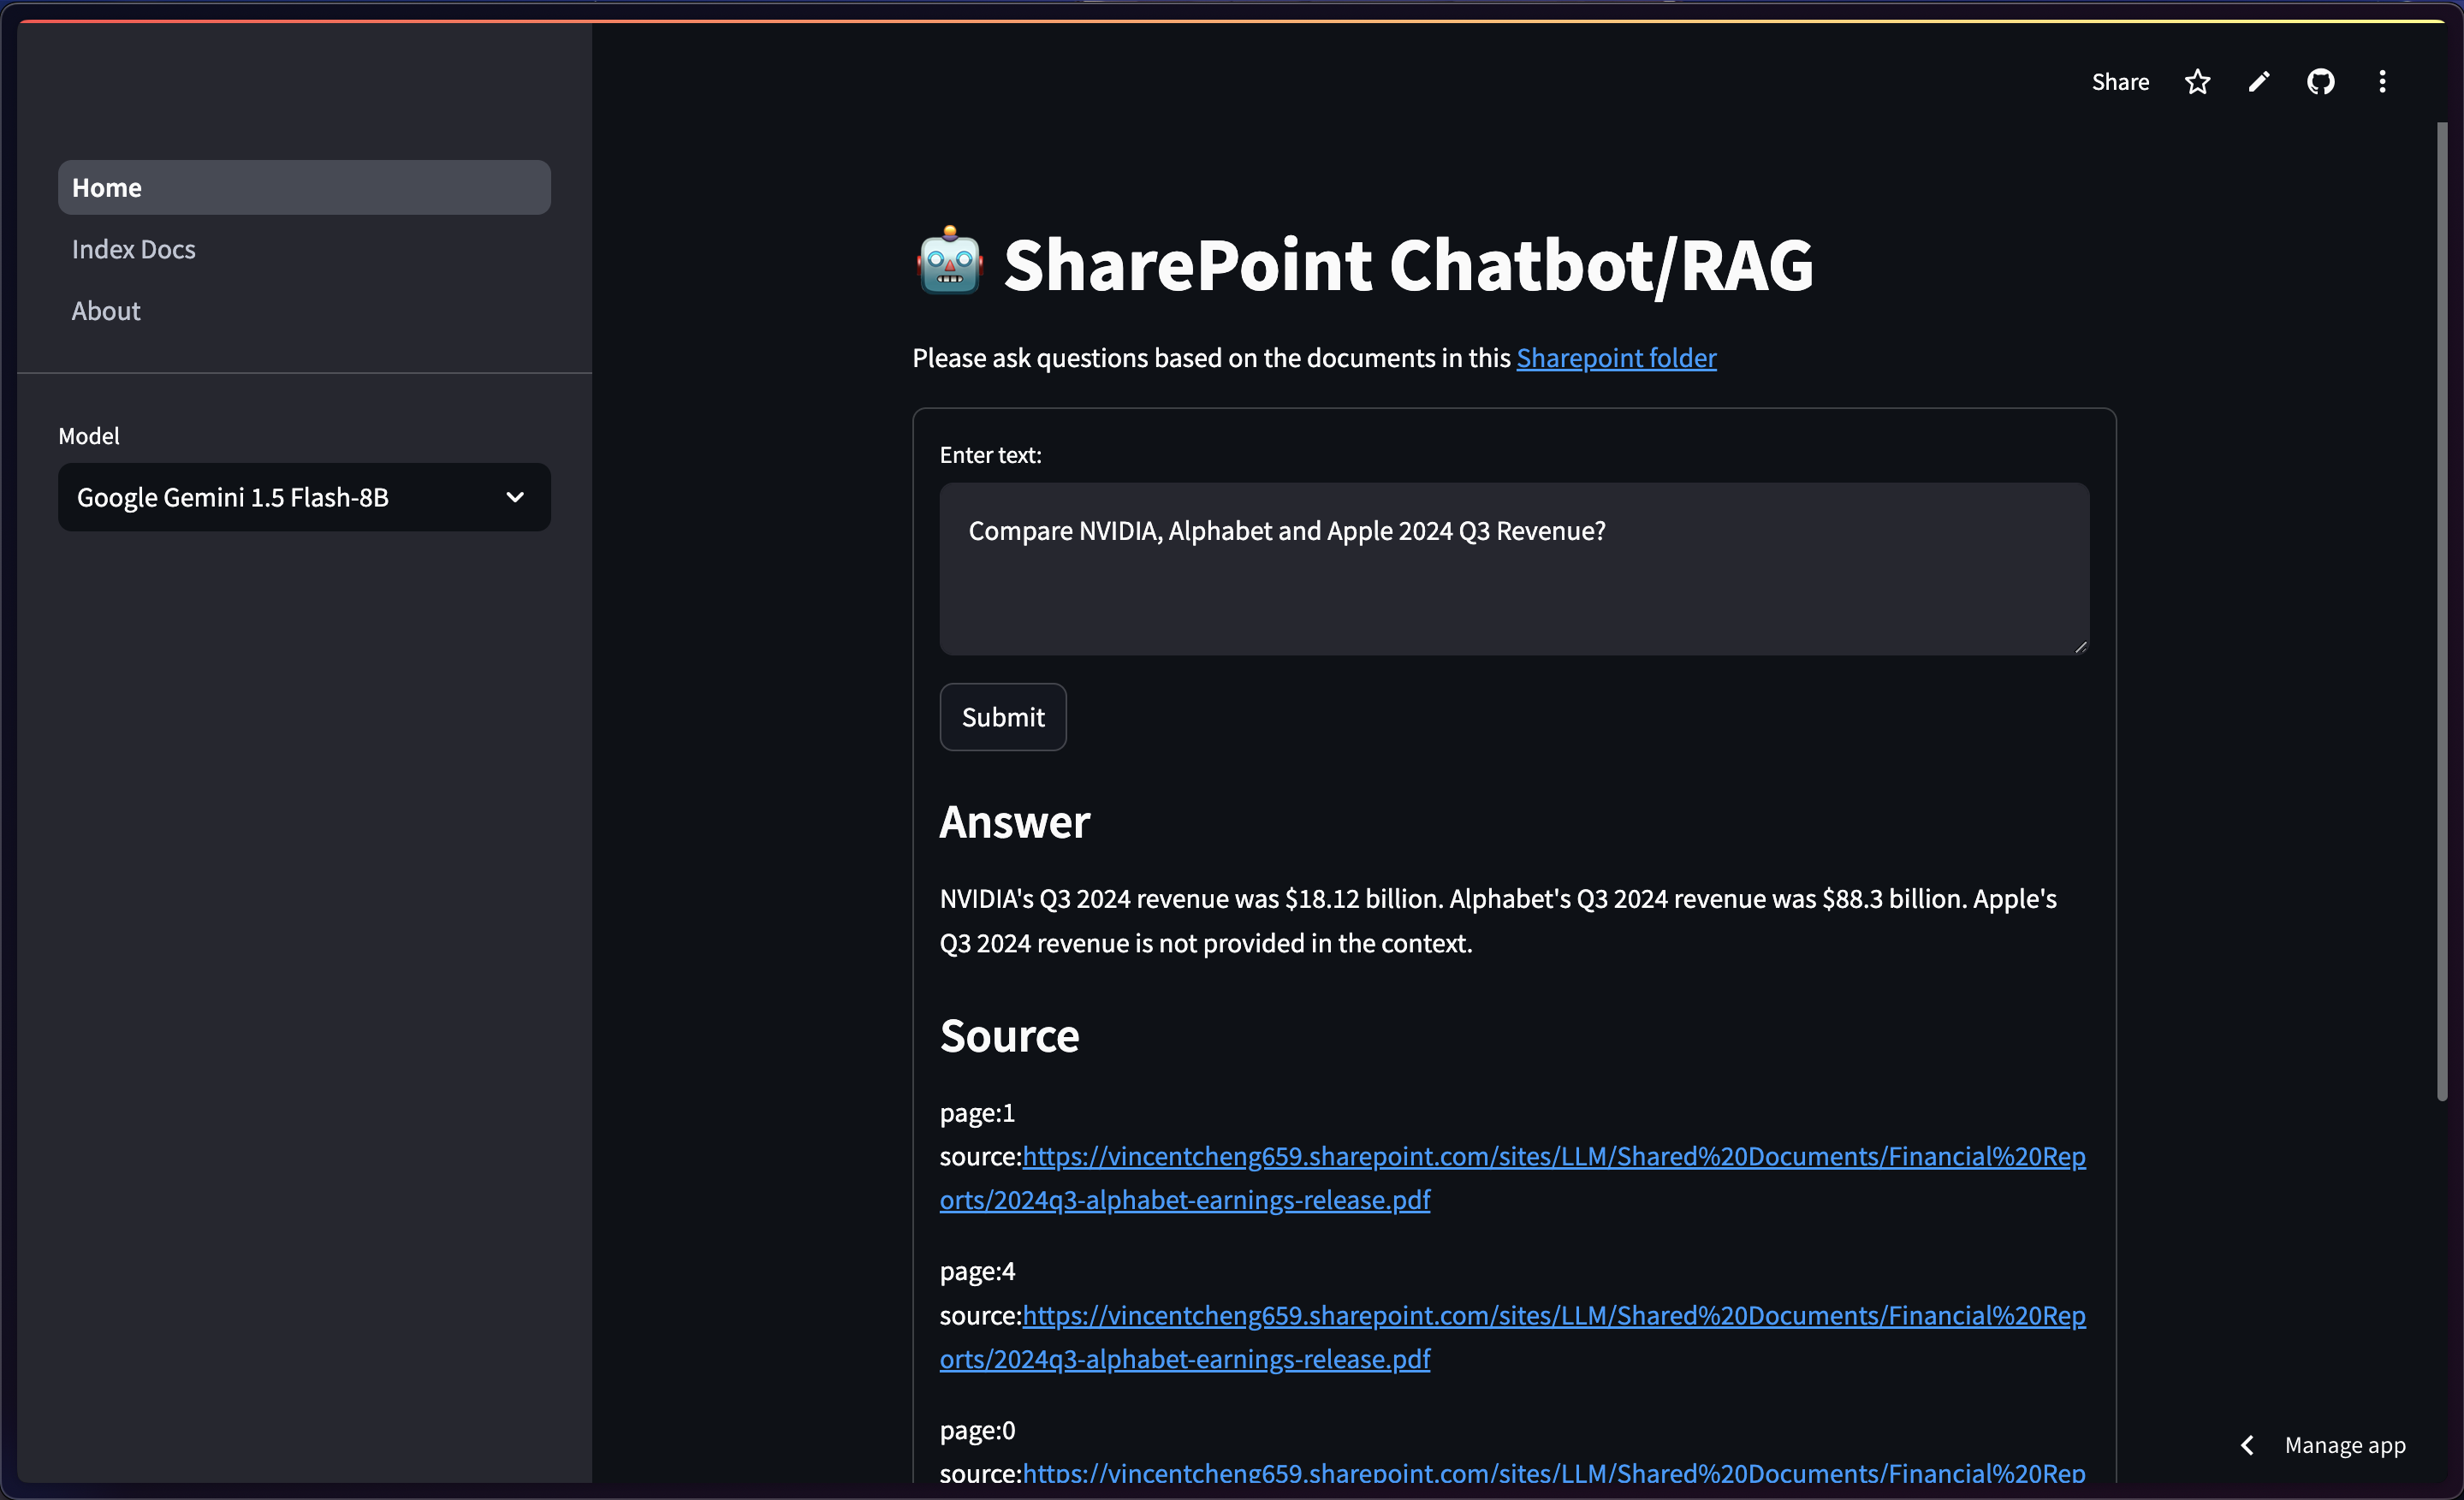 Share
Home
Index Docs
About
Model
Google Gemini 1.5 Flash-8B
SharePoint Chatbot/RAG
Please ask questions based on the documents in this Sharepoint folder
Enter text:
Compare NVIDIA, Alphabet and Apple 2024 Q3 Revenue?
Submit
Answer
NVIDIA's Q3 2024 revenue was $18.12 billion. Alphabet's Q3 2024 revenue was $88.3 billion. Apple's
Q3 2024 revenue is not provided in the context.
Source
page:1
source:https://vincentcheng659.sharepoint.com/sites/LLM/Shared%20Documents/Financial%20Rep
orts/2024q3-alphabet-earnings-release.pdf
page:4
source:https://vincentcheng659.sharepoint.com/sites/LLM/Shared%20Documents/Financial%20Rep
orts/2024q3-alphabet-earnings-release.pdf
page:0
source:https://vincentcheng659.sharepoint.com/sites/LLM/Shared%20Documents/Financial%20Rep
Manage app